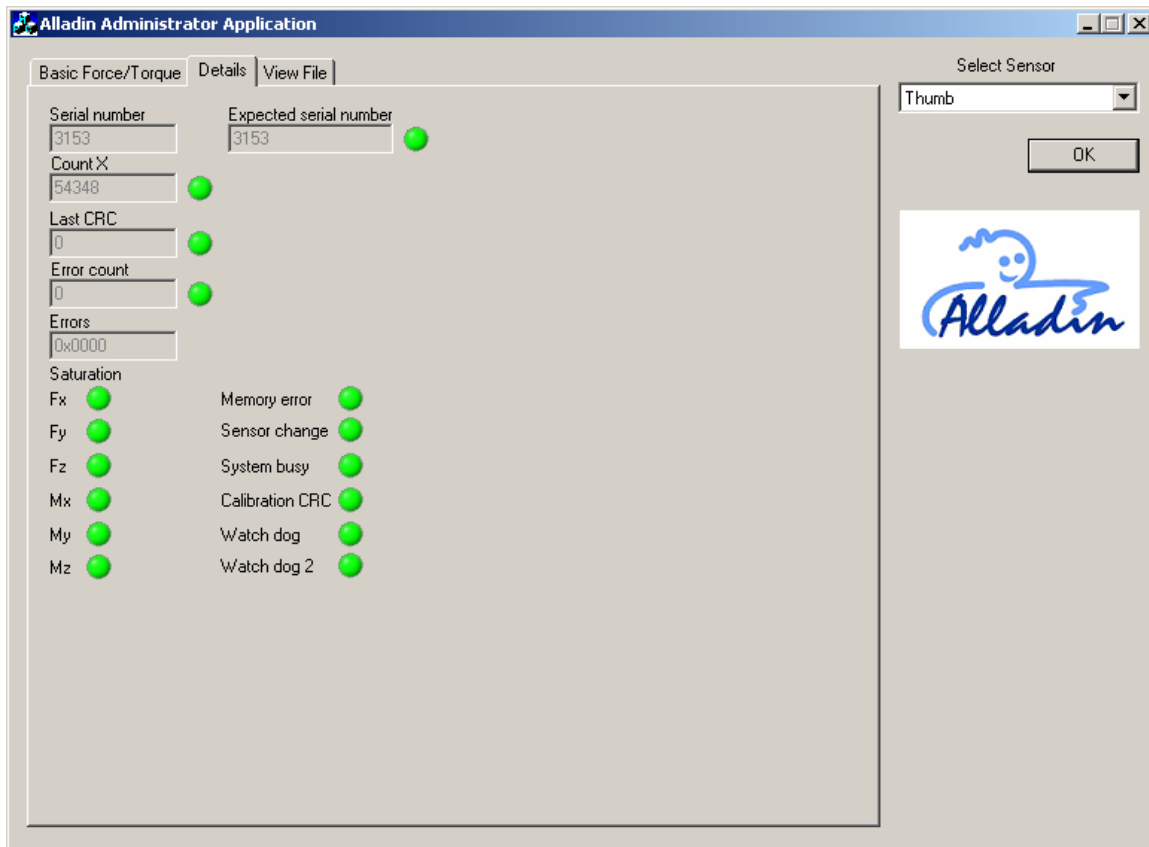 Alladin Administrator Application
Basic Force/Torque Details View File
Select Sensor
Thumb
OK
Alladin
Serial number Expected serial number
3153 3153
Count X
54348
Last CRC
0
Error count
0
Errors
0x0000
Saturation
Fx Memory error
Fy Sensor change
Fz System busy
Mx Calibration CRC
My Watch dog
Mz Watch dog 2